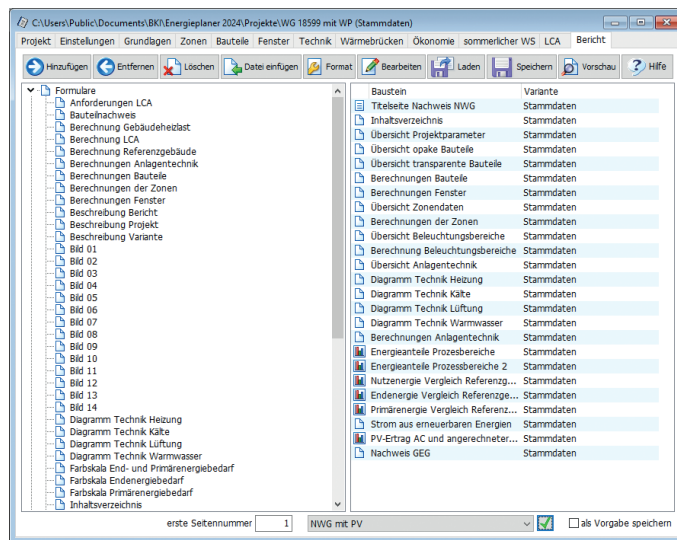 C:\Users\Public\Documents\BKI\Energieplaner 2024\Projekte\WG 18599 mit WP (Stammdaten)
Projekt Einstellungen Grundlagen Zonen Bauteile Fenster Technik Wärmebrücken Ökonomie sommerlicher WS LCA Bericht
Hinzufügen Entfernen Löschen Datei einfügen Format Bearbeiten Laden Speichern Vorschau Hilfe
Formulare
Anforderungen LCA
Bauteilnachweis
Berechnung Gebäudeheizlast
Berechnung LCA
Berechnung Referenzgebäude
Berechnungen Anlagentechnik
Berechnungen Bauteile
Berechnungen der Zonen
Berechnungen Fenster
Beschreibung Bericht
Beschreibung Projekt
Beschreibung Variante
Bild 01
Bild 02
Bild 03
Bild 04
Bild 05
Bild 06
Bild 07
Bild 08
Bild 09
Bild 10
Bild 11
Bild 12
Bild 13
Bild 14
Diagramm Technik Heizung
Diagramm Technik Kälte
Diagramm Technik Lüftung
Diagramm Technik Warmwasser
Farbskala End- und Primärenergiebedarf
Farbskala Endenergiebedarf
Farbskala Primärenergiebedarf
Inhaltsverzeichnis
Baustein Variante
Titelseite Nachweis NWG Stammdaten
Inhaltsverzeichnis Stammdaten
Übersicht Projektparameter Stammdaten
Übersicht opake Bauteile Stammdaten
Übersicht transparente Bauteile Stammdaten
Berechnungen Bauteile Stammdaten
Berechnungen Fenster Stammdaten
Übersicht Zonendaten Stammdaten
Berechnungen der Zonen Stammdaten
Übersicht Beleuchtungsbereiche Stammdaten
Berechnung Beleuchtungsbereiche Stammdaten
Übersicht Anlagentechnik Stammdaten
Diagramm Technik Heizung Stammdaten
Diagramm Technik Kälte Stammdaten
Diagramm Technik Lüftung Stammdaten
Diagramm Technik Warmwasser Stammdaten
Berechnungen Anlagentechnik Stammdaten
Energieanteile Prozesbereiche Stammdaten
Energieanteile Prozessbereiche 2 Stammdaten
Nutzenergie Vergleich Referenzg... Stammdaten
Endenergie Vergleich Referenzge... Stammdaten
Primärenergie Vergleich Referenz... Stammdaten
Strom aus erneuerbaren Energien Stammdaten
PV-Ertrag AC und angerechneter... Stammdaten
Nachweis GEG Stammdaten
erste Seitennummer 1 NWG mit PV als Vorgabe speichern